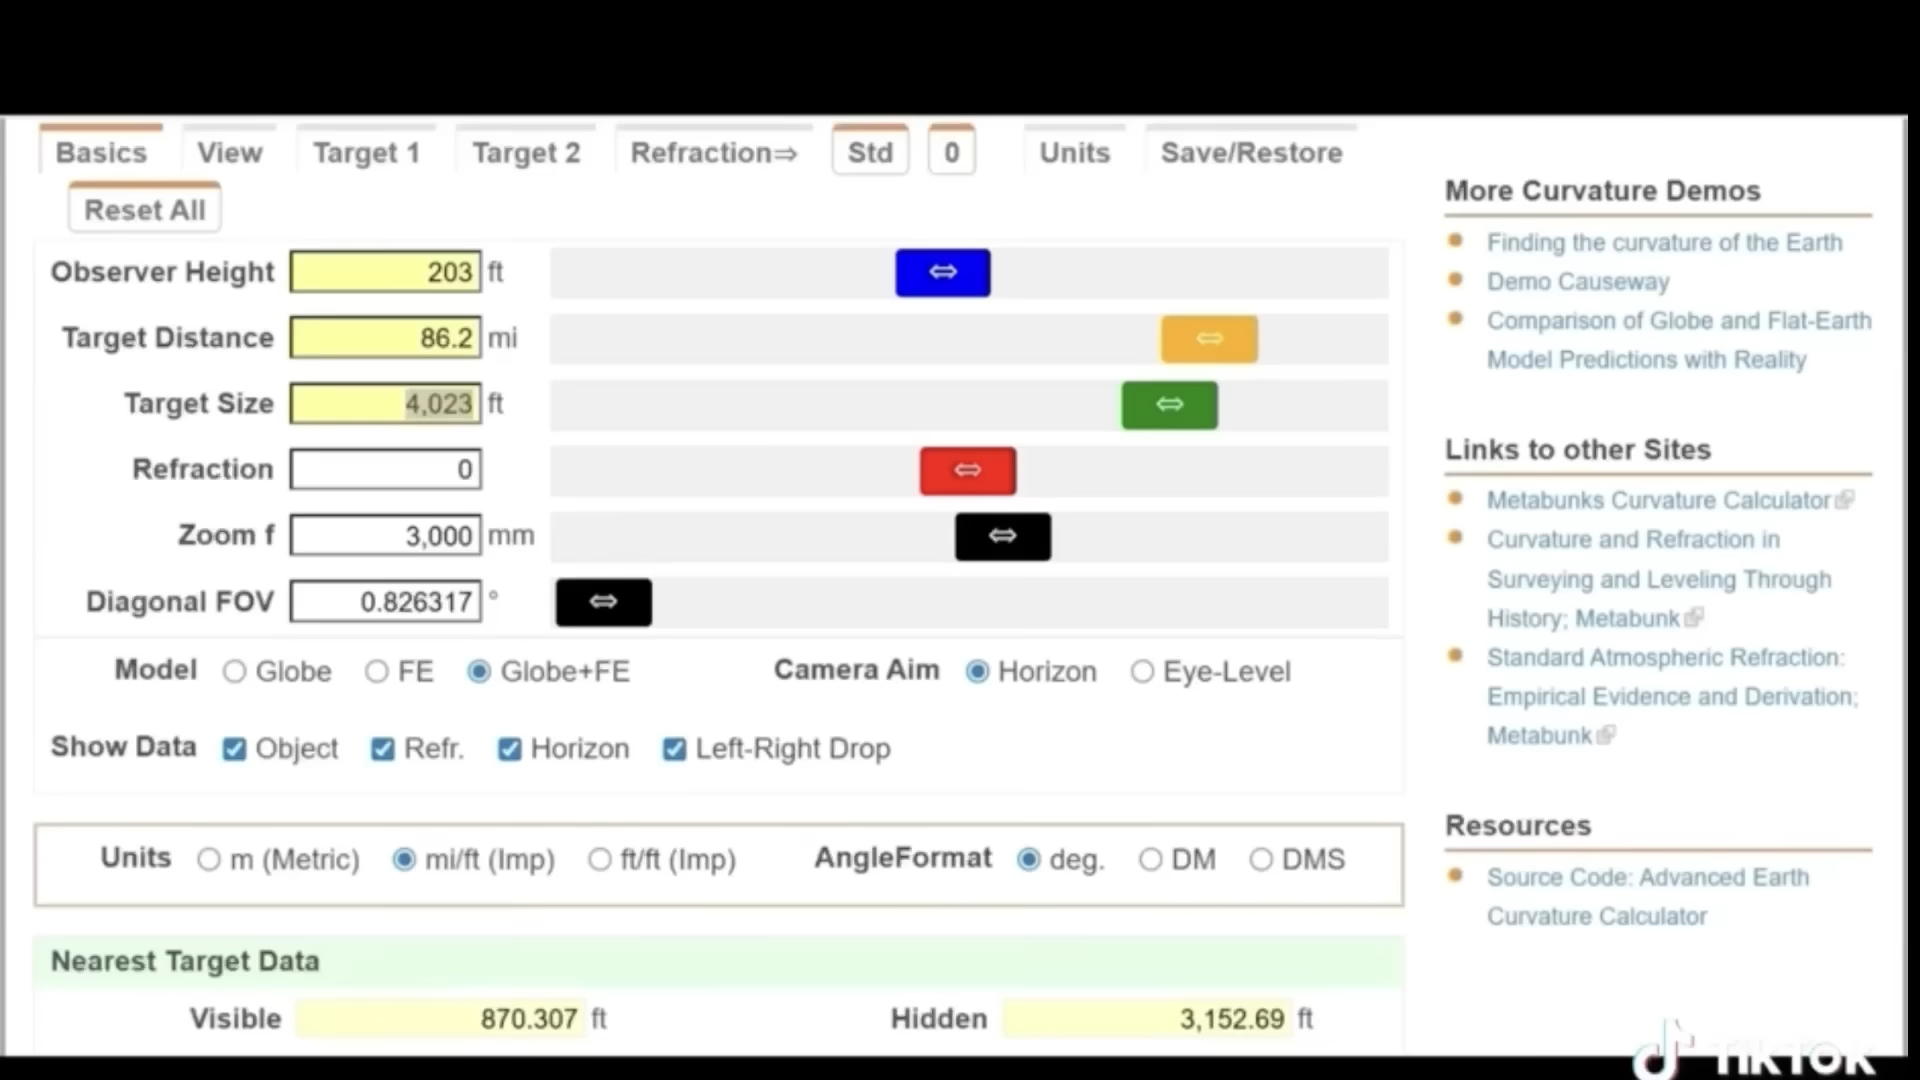 Basics View Target 1 Target 2 Refraction⇒ Std 0 Units Save/Restore
Reset All
Observer Height 203 ft
Target Distance 86.2 mi
Target Size 4,023 ft
Refraction 0
Zoom f 3,000 mm
Diagonal FOV 0.826317 °
Model Globe FE Globe+FE Camera Aim Horizon Eye-Level
Show Data Object Refr. Horizon Left-Right Drop
Units m (Metric) mi/ft (Imp) ft/ft (Imp) AngleFormat deg. DM DMS
Nearest Target Data
Visible 870.307 ft Hidden 3,152.69 ft
More Curvature Demos
Finding the curvature of the Earth
Demo Causeway
Comparison of Globe and Flat-Earth
Model Predictions with Reality
Links to other Sites
Metabunks Curvature Calculator
Curvature and Refraction in
Surveying and Leveling Through
History; Metabunk
Standard Atmospheric Refraction:
Empirical Evidence and Derivation;
Metabunk
Resources
Source Code: Advanced Earth
Curvature Calculator
TikTok